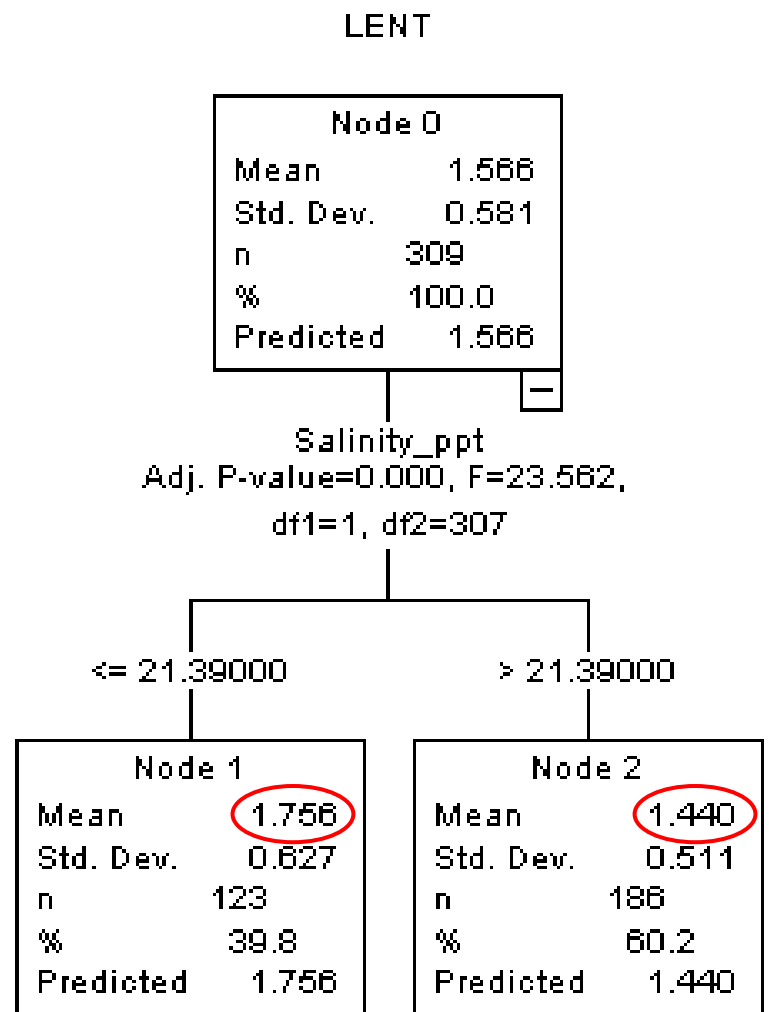 LENT
Node 0
Mean 1.566
Std. Dev. 0.581
n 309
% 100.0
Predicted 1.566
Salinity_ppt
Adj. P-value=0.000, F=23.562,
df1=1, df2=307
<= 21.39000
> 21.39000
Node 1
Mean 1.756
Std. Dev. 0.627
n 123
% 39.8
Predicted 1.756
Node 2
Mean 1.440
Std. Dev. 0.511
n 186
% 60.2
Predicted 1.440